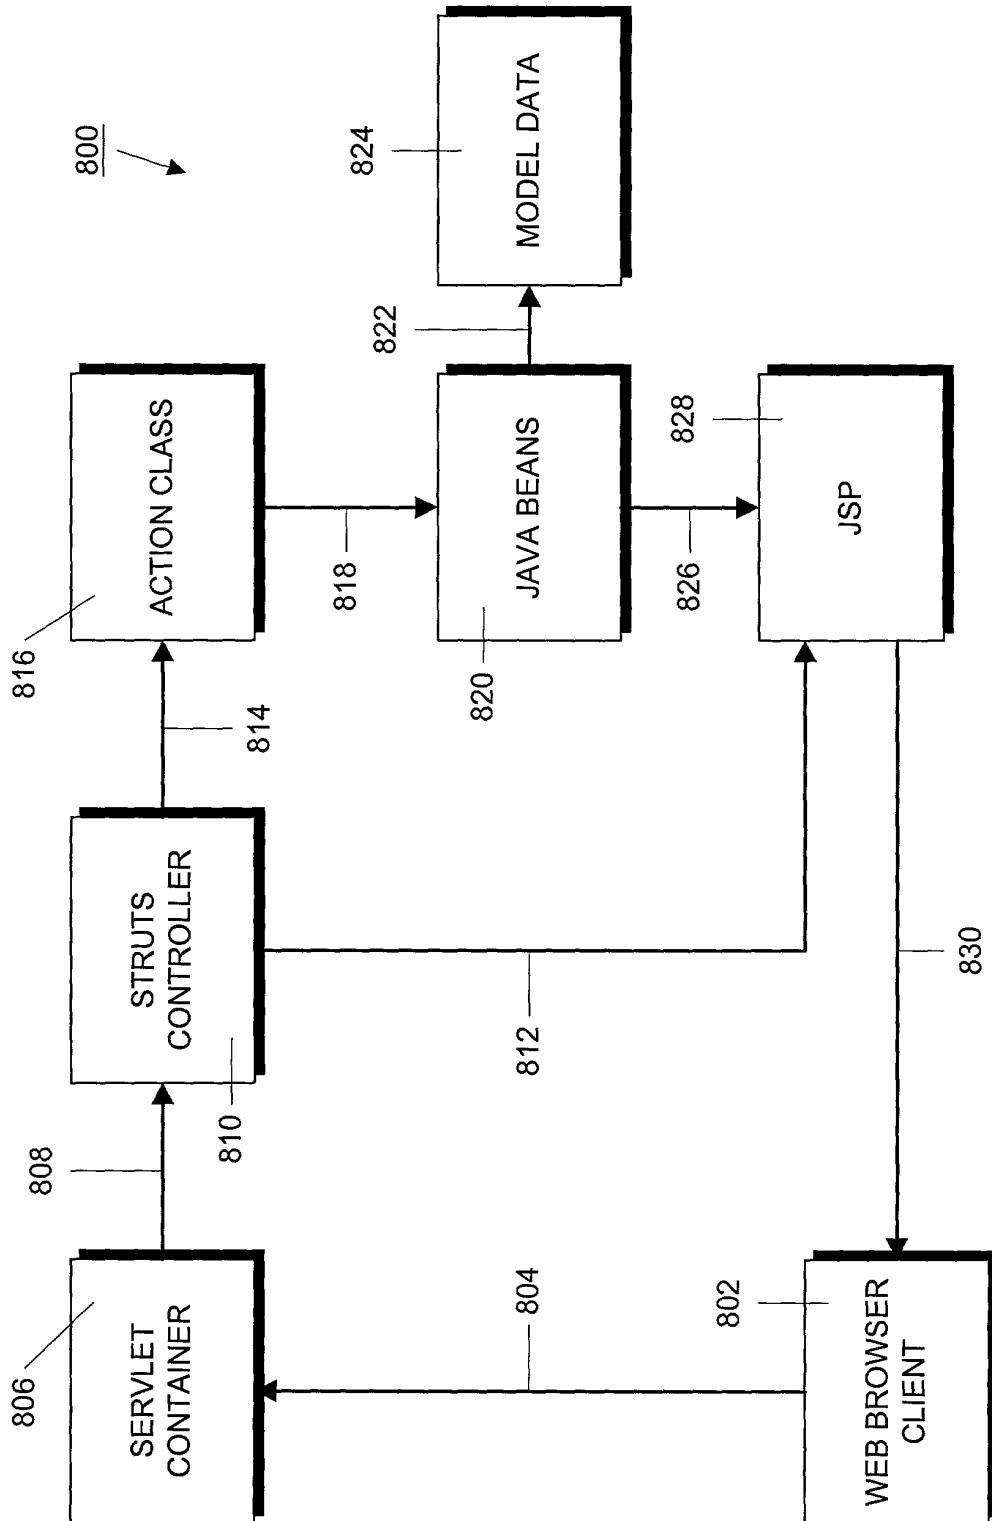 806
808
816
800
SERVLET
CONTAINER
STRUTS
CONTROLLER
ACTION CLASS
810
814
818
822
824
820
804
812
JAVA BEANS
MODEL DATA
826
828
802
JSP
WEB BROWSER
CLIENT
830